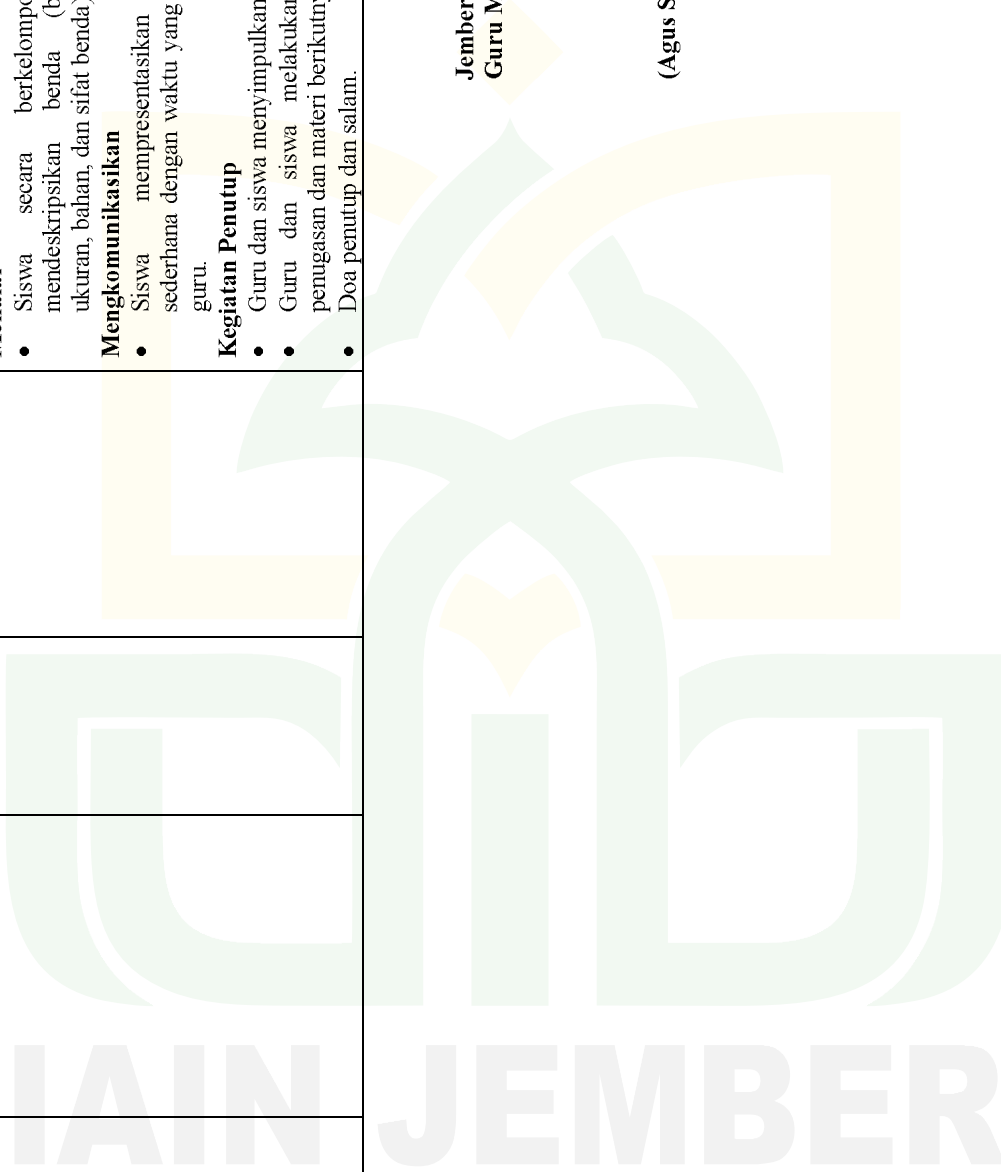 • Siswa secara
mendeskripsikan benda
ukuran, bahan, dan sifat benda)
Mengkomunikasikan
• Siswa mempresentasikan
sederhana dengan waktu yang
guru.
Kegiatan Penutup
• Guru dan siswa menyimpulkan
• Guru dan siswa melakukan
penugasan dan materi
• Doa penutup dan salam.
Jember
Guru
(Agus
IAIN JEMBER